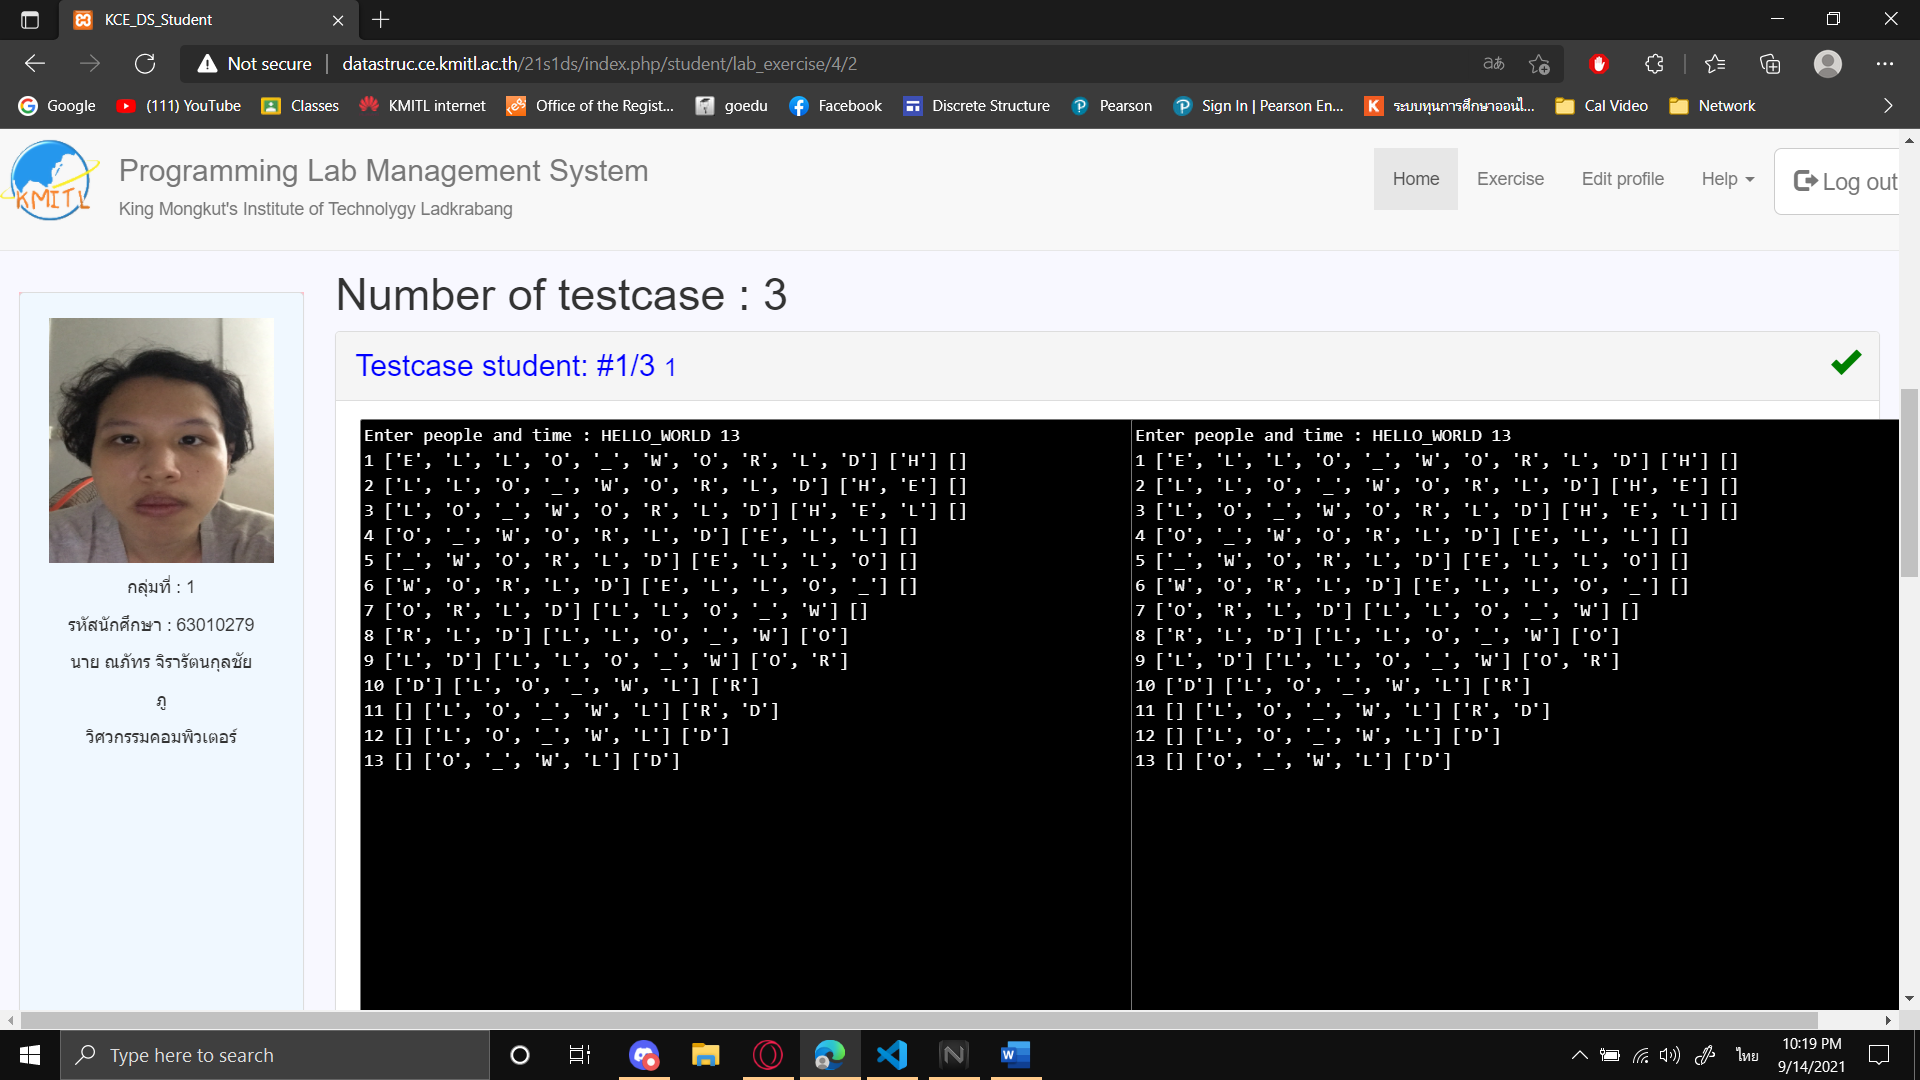 KCE_DS_Student
Not secure datastruc.ce.kmitl.ac.th/21s1ds/index.php/student/lab_exercise/4/2
Google (111) YouTube Classes KMITL internet Office of the Regist... goedu Facebook Discrete Structure Pearson Sign In | Pearson En... ระบบทุนการศึกษาออนไ... Cal Video Network
KMITL
Programming Lab Management System
King Mongkut's Institute of Technolygy Ladkrabang
Home Exercise Edit profile Help Log out
Number of testcase : 3
Testcase student: #1/3 1
กลุ่มที่ : 1
รหัสนักศึกษา : 63010279
นาย ณภัทร จิรารัตนกุลชัย
ภู
วิศวกรรมคอมพิวเตอร์
Enter people and time : HELLO_WORLD 13
1 ['E', 'L', 'L', 'O', '_', 'W', 'O', 'R', 'L', 'D'] ['H'] []
2 ['L', 'L', 'O', '_', 'W', 'O', 'R', 'L', 'D'] ['H', 'E'] []
3 ['L', 'O', '_', 'W', 'O', 'R', 'L', 'D'] ['H', 'E', 'L'] []
4 ['O', '_', 'W', 'O', 'R', 'L', 'D'] ['E', 'L', 'L'] []
5 ['_', 'W', 'O', 'R', 'L', 'D'] ['E', 'L', 'L', 'O'] []
6 ['W', 'O', 'R', 'L', 'D'] ['E', 'L', 'L', 'O', '_'] []
7 ['O', 'R', 'L', 'D'] ['L', 'L', 'O', '_', 'W'] []
8 ['R', 'L', 'D'] ['L', 'L', 'O', '_', 'W'] ['O']
9 ['L', 'D'] ['L', 'L', 'O', '_', 'W'] ['O', 'R']
10 ['D'] ['L', 'O', '_', 'W', 'L'] ['R']
11 [] ['L', 'O', '_', 'W', 'L'] ['R', 'D']
12 [] ['L', 'O', '_', 'W', 'L'] ['D']
13 [] ['O', '_', 'W', 'L'] ['D']
Enter people and time : HELLO_WORLD 13
1 ['E', 'L', 'L', 'O', '_', 'W', 'O', 'R', 'L', 'D'] ['H'] []
2 ['L', 'L', 'O', '_', 'W', 'O', 'R', 'L', 'D'] ['H', 'E'] []
3 ['L', 'O', '_', 'W', 'O', 'R', 'L', 'D'] ['H', 'E', 'L'] []
4 ['O', '_', 'W', 'O', 'R', 'L', 'D'] ['E', 'L', 'L'] []
5 ['_', 'W', 'O', 'R', 'L', 'D'] ['E', 'L', 'L', 'O'] []
6 ['W', 'O', 'R', 'L', 'D'] ['E', 'L', 'L', 'O', '_'] []
7 ['O', 'R', 'L', 'D'] ['L', 'L', 'O', '_', 'W'] []
8 ['R', 'L', 'D'] ['L', 'L', 'O', '_', 'W'] ['O']
9 ['L', 'D'] ['L', 'L', 'O', '_', 'W'] ['O', 'R']
10 ['D'] ['L', 'O', '_', 'W', 'L'] ['R']
11 [] ['L', 'O', '_', 'W', 'L'] ['R', 'D']
12 [] ['L', 'O', '_', 'W', 'L'] ['D']
13 [] ['O', '_', 'W', 'L'] ['D']
Type here to search
ไทย
10:19 PM
9/14/2021